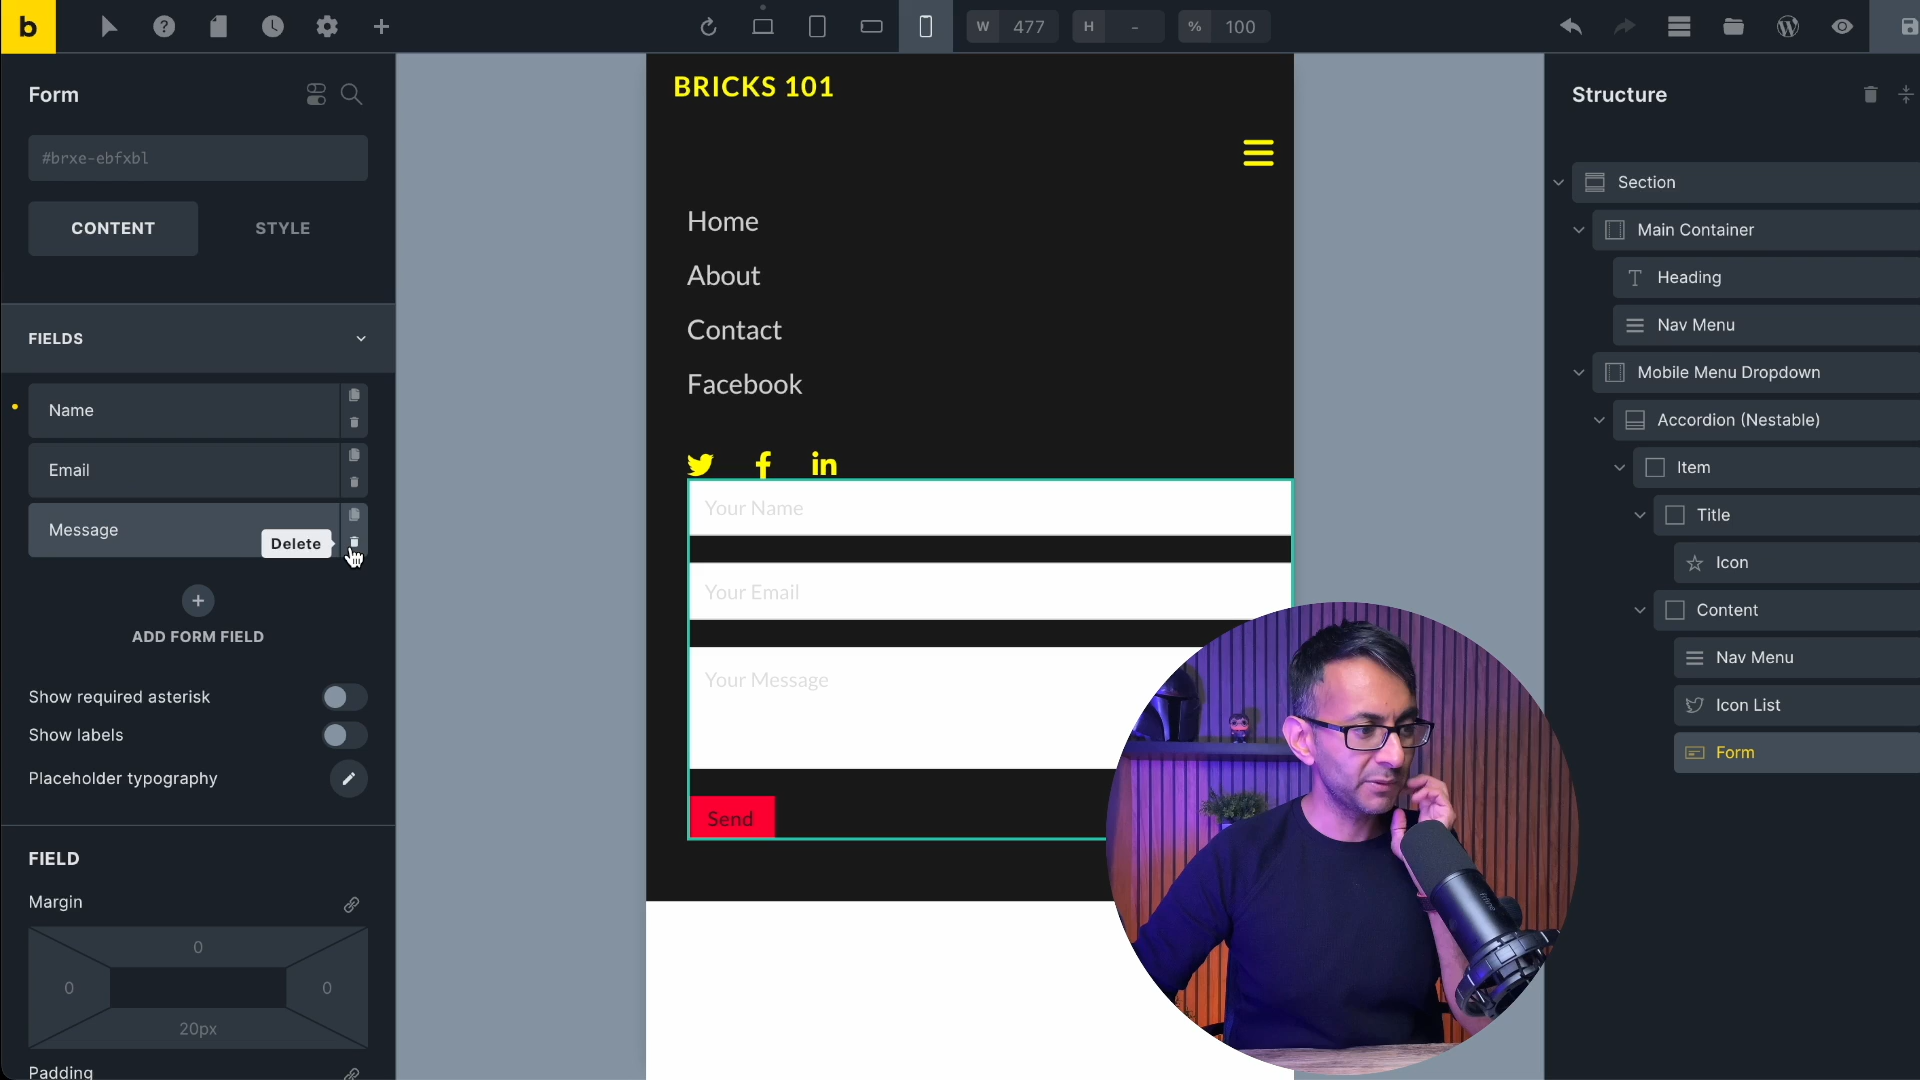 b
W 477
H -
% 100
Form
#brxe-ebfxbl
CONTENT
STYLE
FIELDS
Name
Email
Message
Delete
ADD FORM FIELD
Show required asterisk
Show labels
Placeholder typography
FIELD
Margin
0
0
0
20px
Padding
BRICKS 101
Home
About
Contact
Facebook
Your Name
Your Email
Your Message
Send
Structure
Section
Main Container
Heading
Nav Menu
Mobile Menu Dropdown
Accordion (Nestable)
Item
Title
Icon
Content
Nav Menu
Icon List
Form